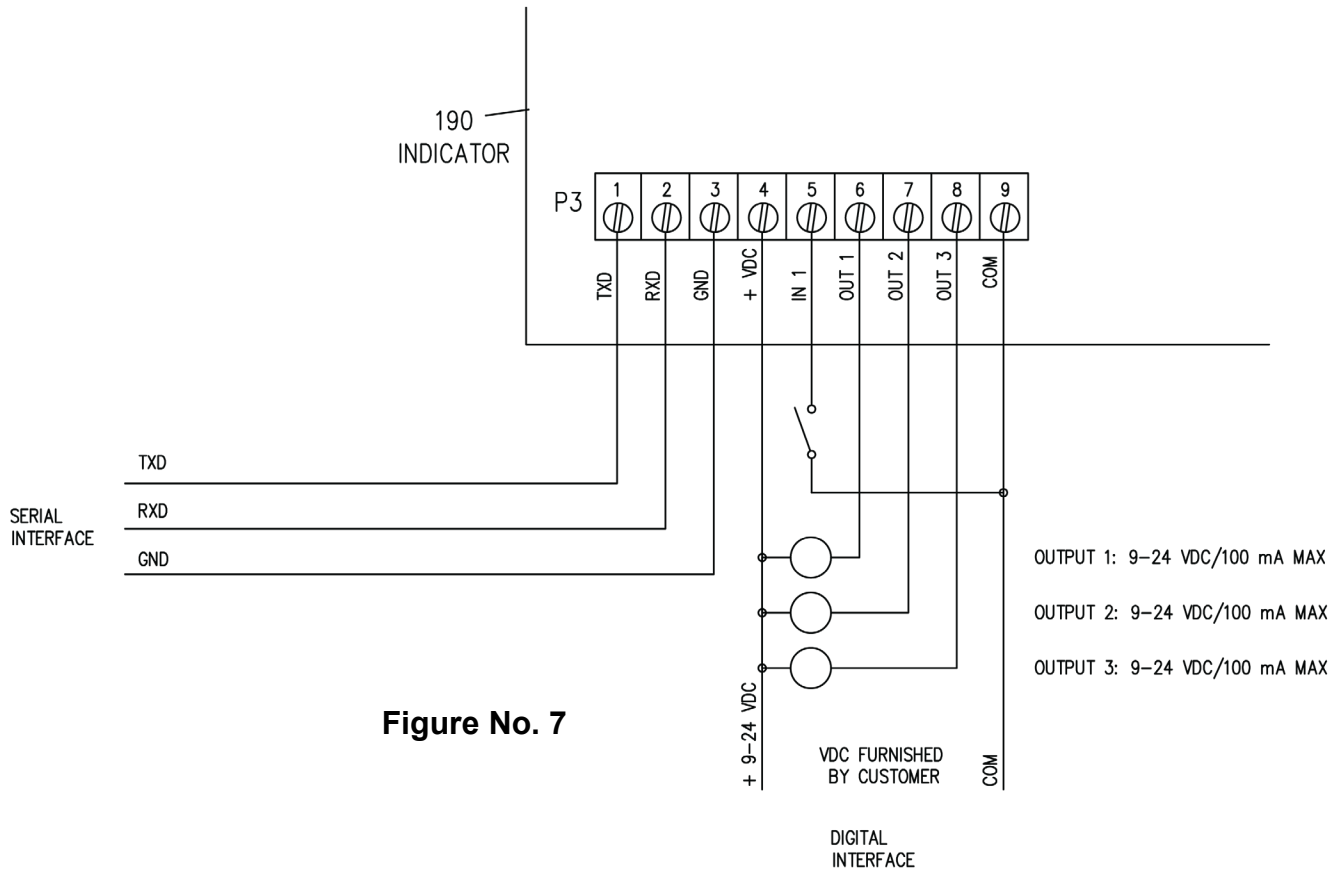 190
INDICATOR
P3
1 2 3 4 5 6 7 8 9
TXD
RXD
GND
+ VDC
IN 1
OUT 1
OUT 2
OUT 3
COM
SERIAL
INTERFACE
TXD
RXD
GND
OUTPUT 1: 9-24 VDC/100 mA MAX
OUTPUT 2: 9-24 VDC/100 mA MAX
OUTPUT 3: 9-24 VDC/100 mA MAX
Figure No. 7
+ 9-24 VDC
VDC FURNISHED
BY CUSTOMER
COM
DIGITAL
INTERFACE